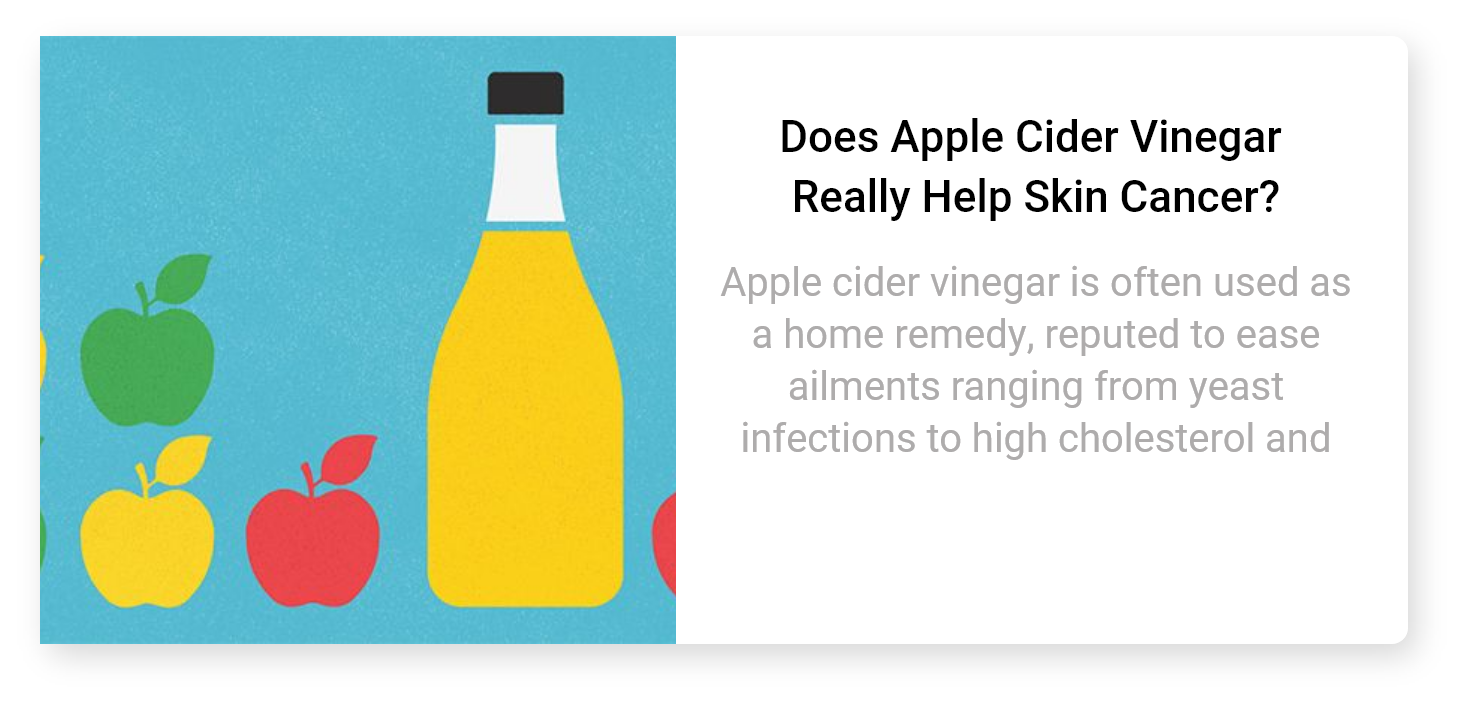 Does Apple Cider Vinegar
Really Help Skin Cancer?
Apple cider vinegar is often used as
a home remedy, reputed to ease
ailments ranging from yeast
infections to high cholesterol and